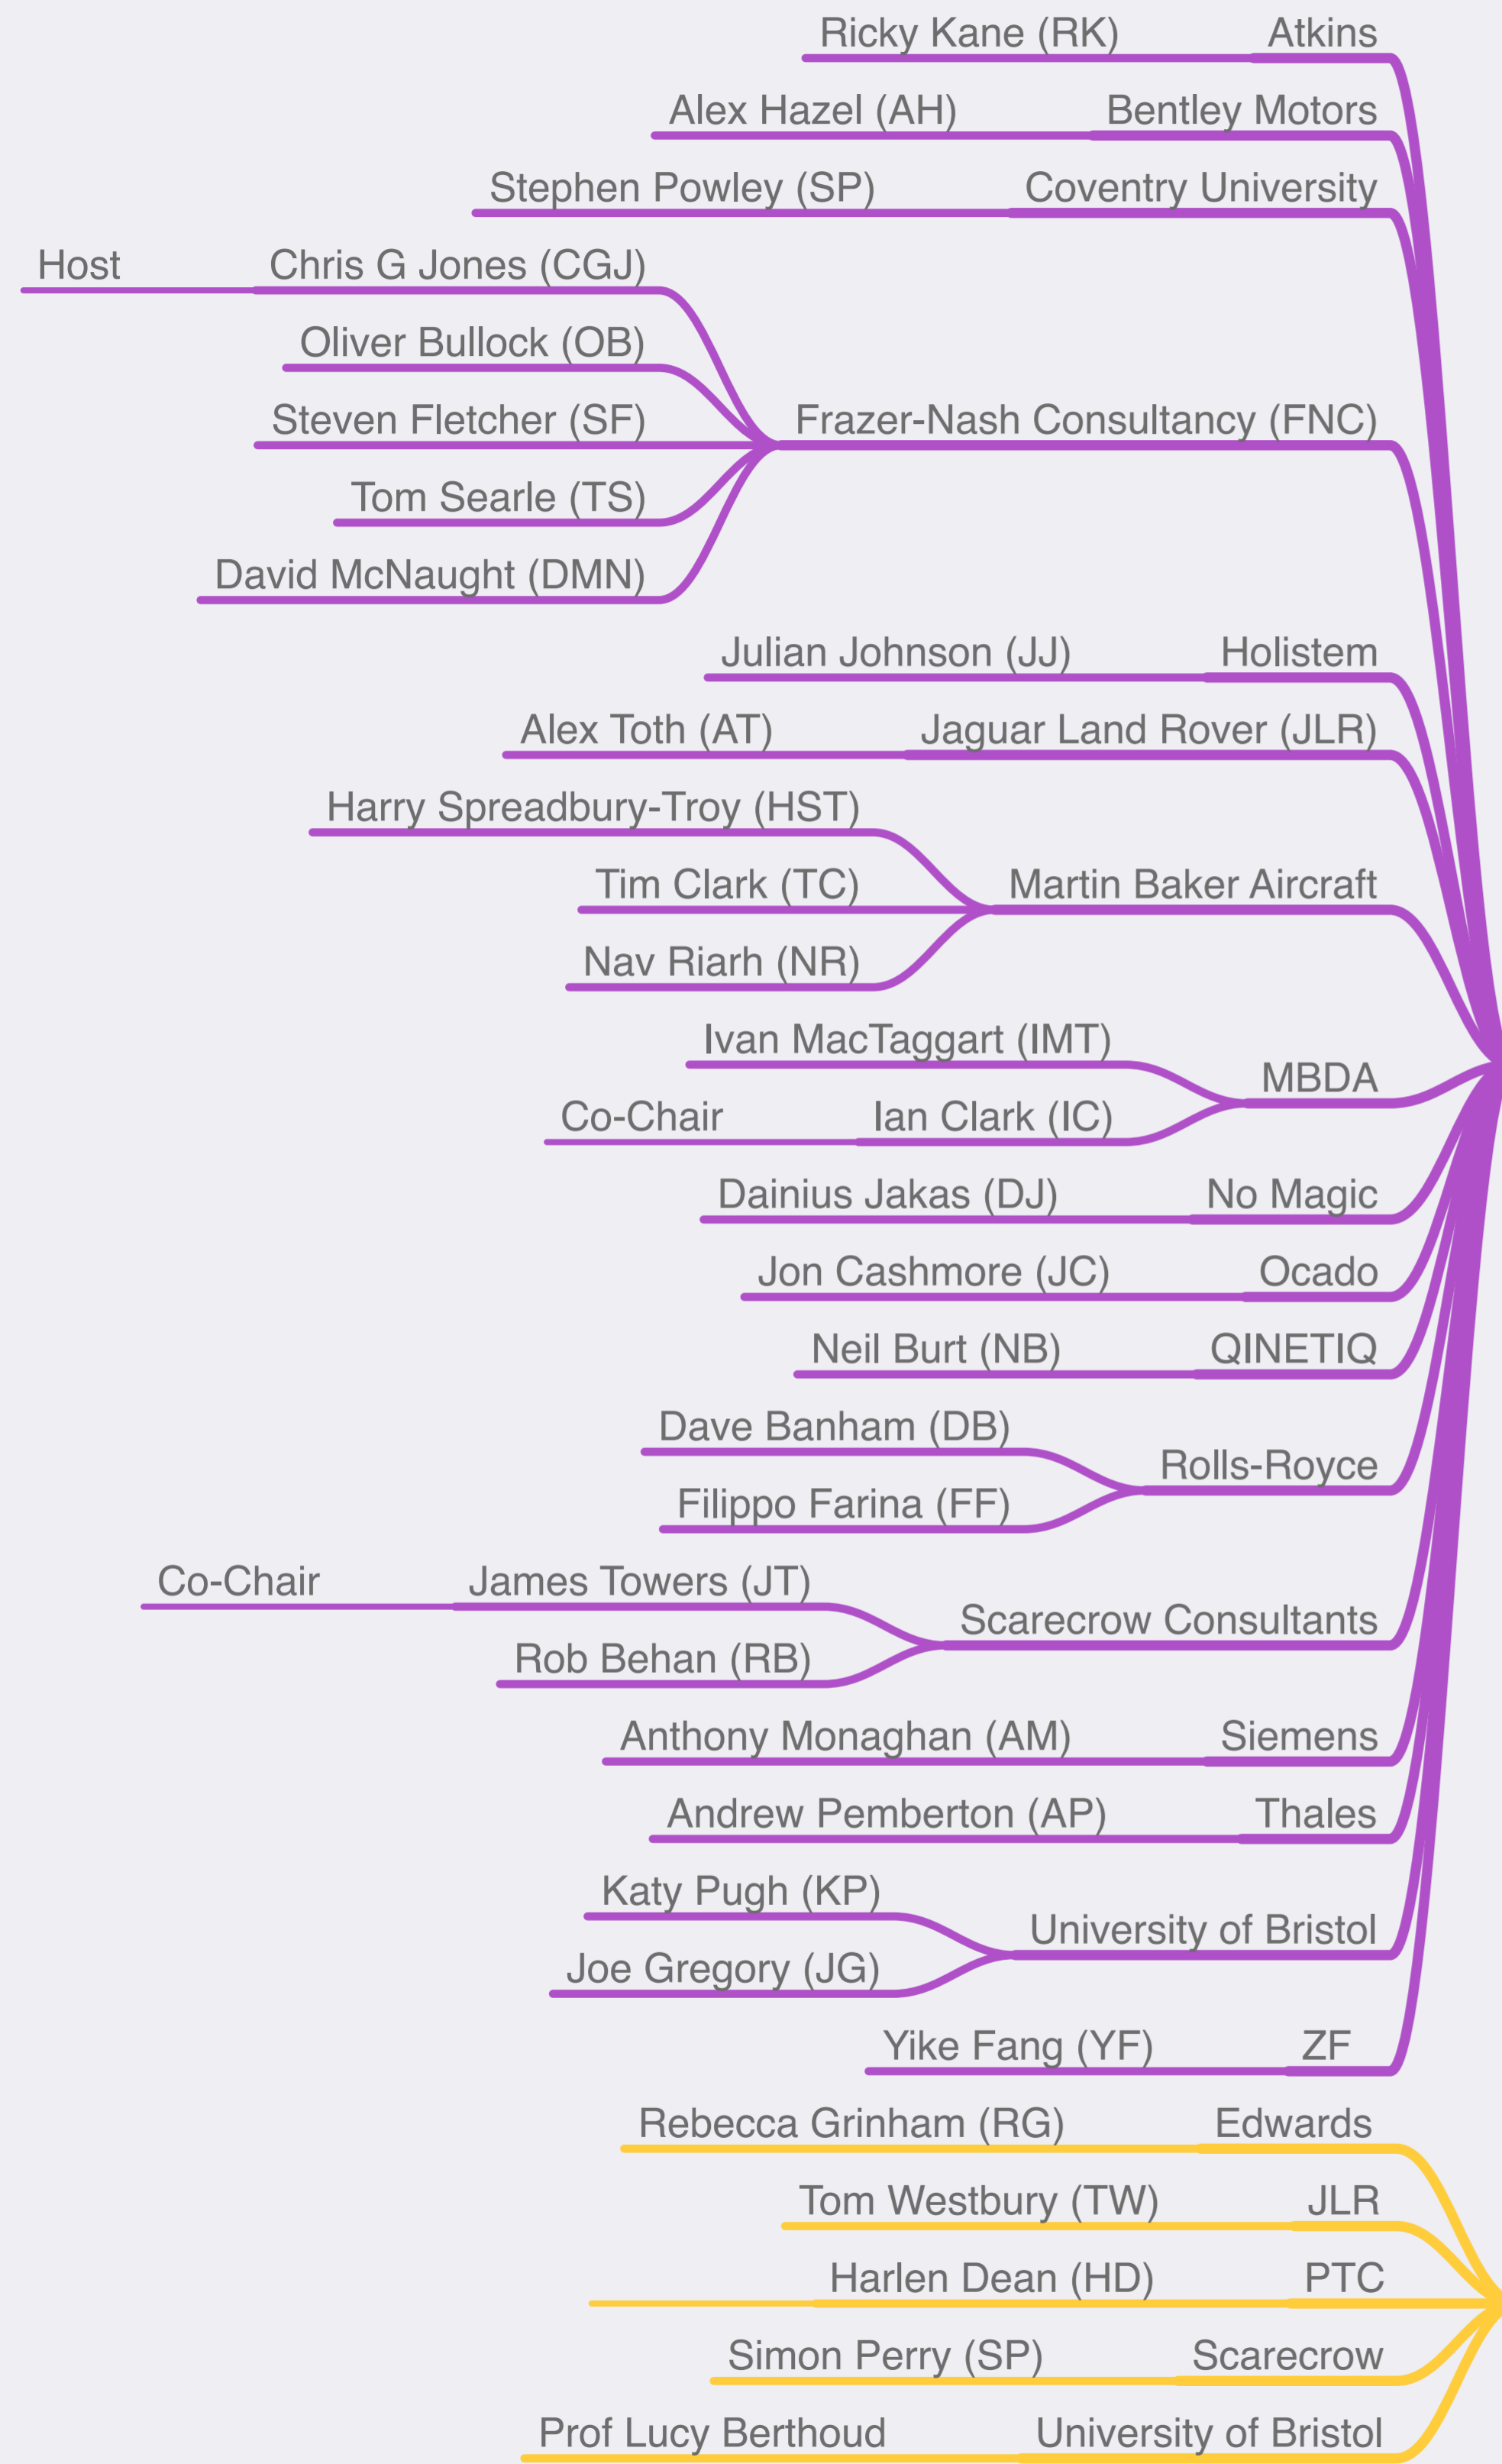 Ricky Kane (RK) Atkins
Alex Hazel (AH) Bentley Motors
Stephen Powley (SP) Coventry University
Host Chris G Jones (CGJ)
Oliver Bullock (OB)
Steven Fletcher (SF) Frazer-Nash Consultancy (FNC)
Tom Searle (TS)
David McNaught (DMN)
Julian Johnson (JJ) Holistem
Alex Toth (AT) Jaguar Land Rover (JLR)
Harry Spreadbury-Troy (HST)
Tim Clark (TC) Martin Baker Aircraft
Nav Riarh (NR)
Ivan MacTaggart (IMT)
MBDA
Co-Chair Ian Clark (IC)
Dainius Jakas (DJ) No Magic
Jon Cashmore (JC) Ocado
Neil Burt (NB) QINETIQ
Dave Banham (DB)
Rolls-Royce
Filippo Farina (FF)
Co-Chair James Towers (JT)
Scarecrow Consultants
Rob Behan (RB)
Anthony Monaghan (AM) Siemens
Andrew Pemberton (AP) Thales
Katy Pugh (KP)
University of Bristol
Joe Gregory (JG)
Yike Fang (YF) ZF
Rebecca Grinham (RG) Edwards
Tom Westbury (TW) JLR
Harlen Dean (HD) PTC
Simon Perry (SP) Scarecrow
Prof Lucy Berthoud University of Bristol